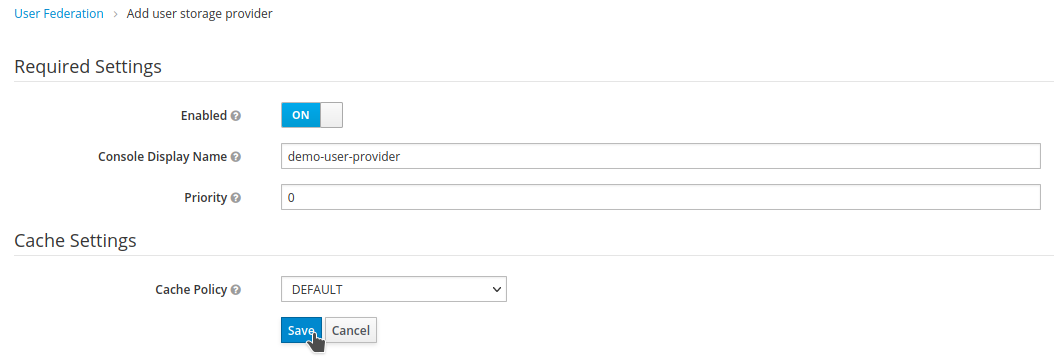 User Federation > Add user storage provider
Required Settings
Enabled ON
Console Display Name demo-user-provider
Priority 0
Cache Settings
Cache Policy DEFAULT
Save Cancel